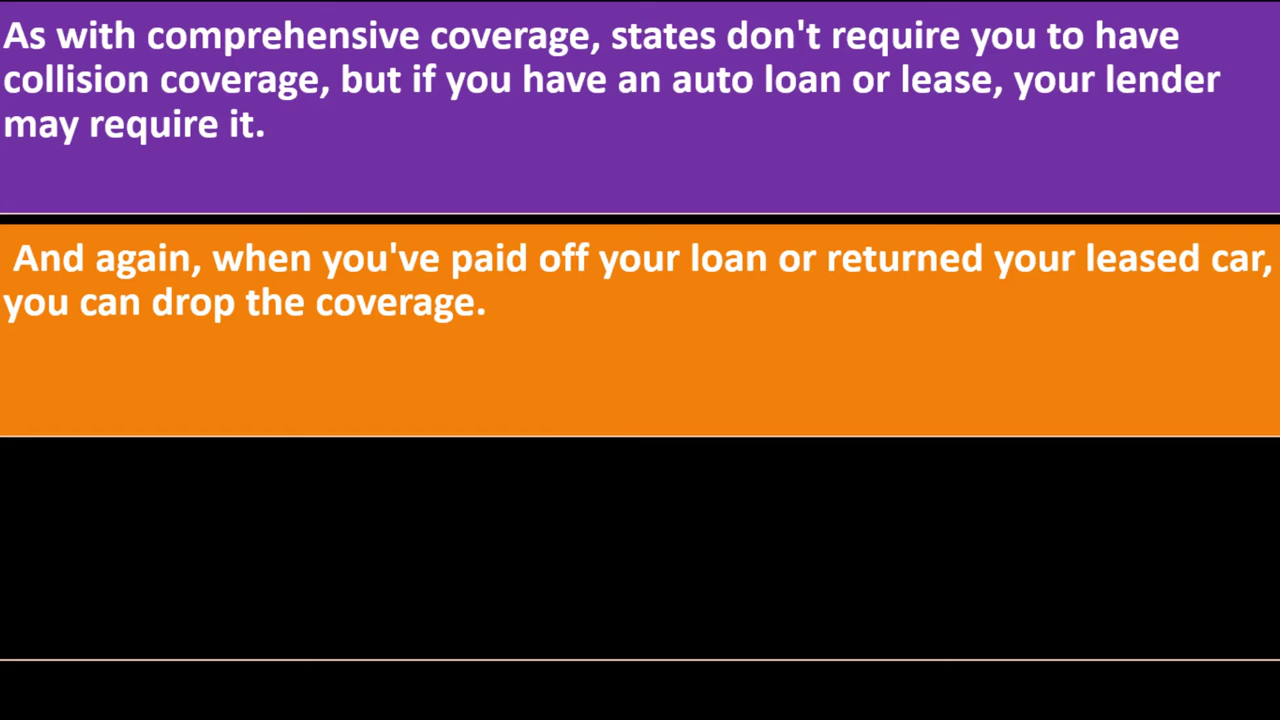 As with comprehensive coverage, states don't require you to have
collision coverage, but if you have an auto loan or lease, your lender
may require it.
And again, when you've paid off your loan or returned your leased car,
you can drop the coverage.